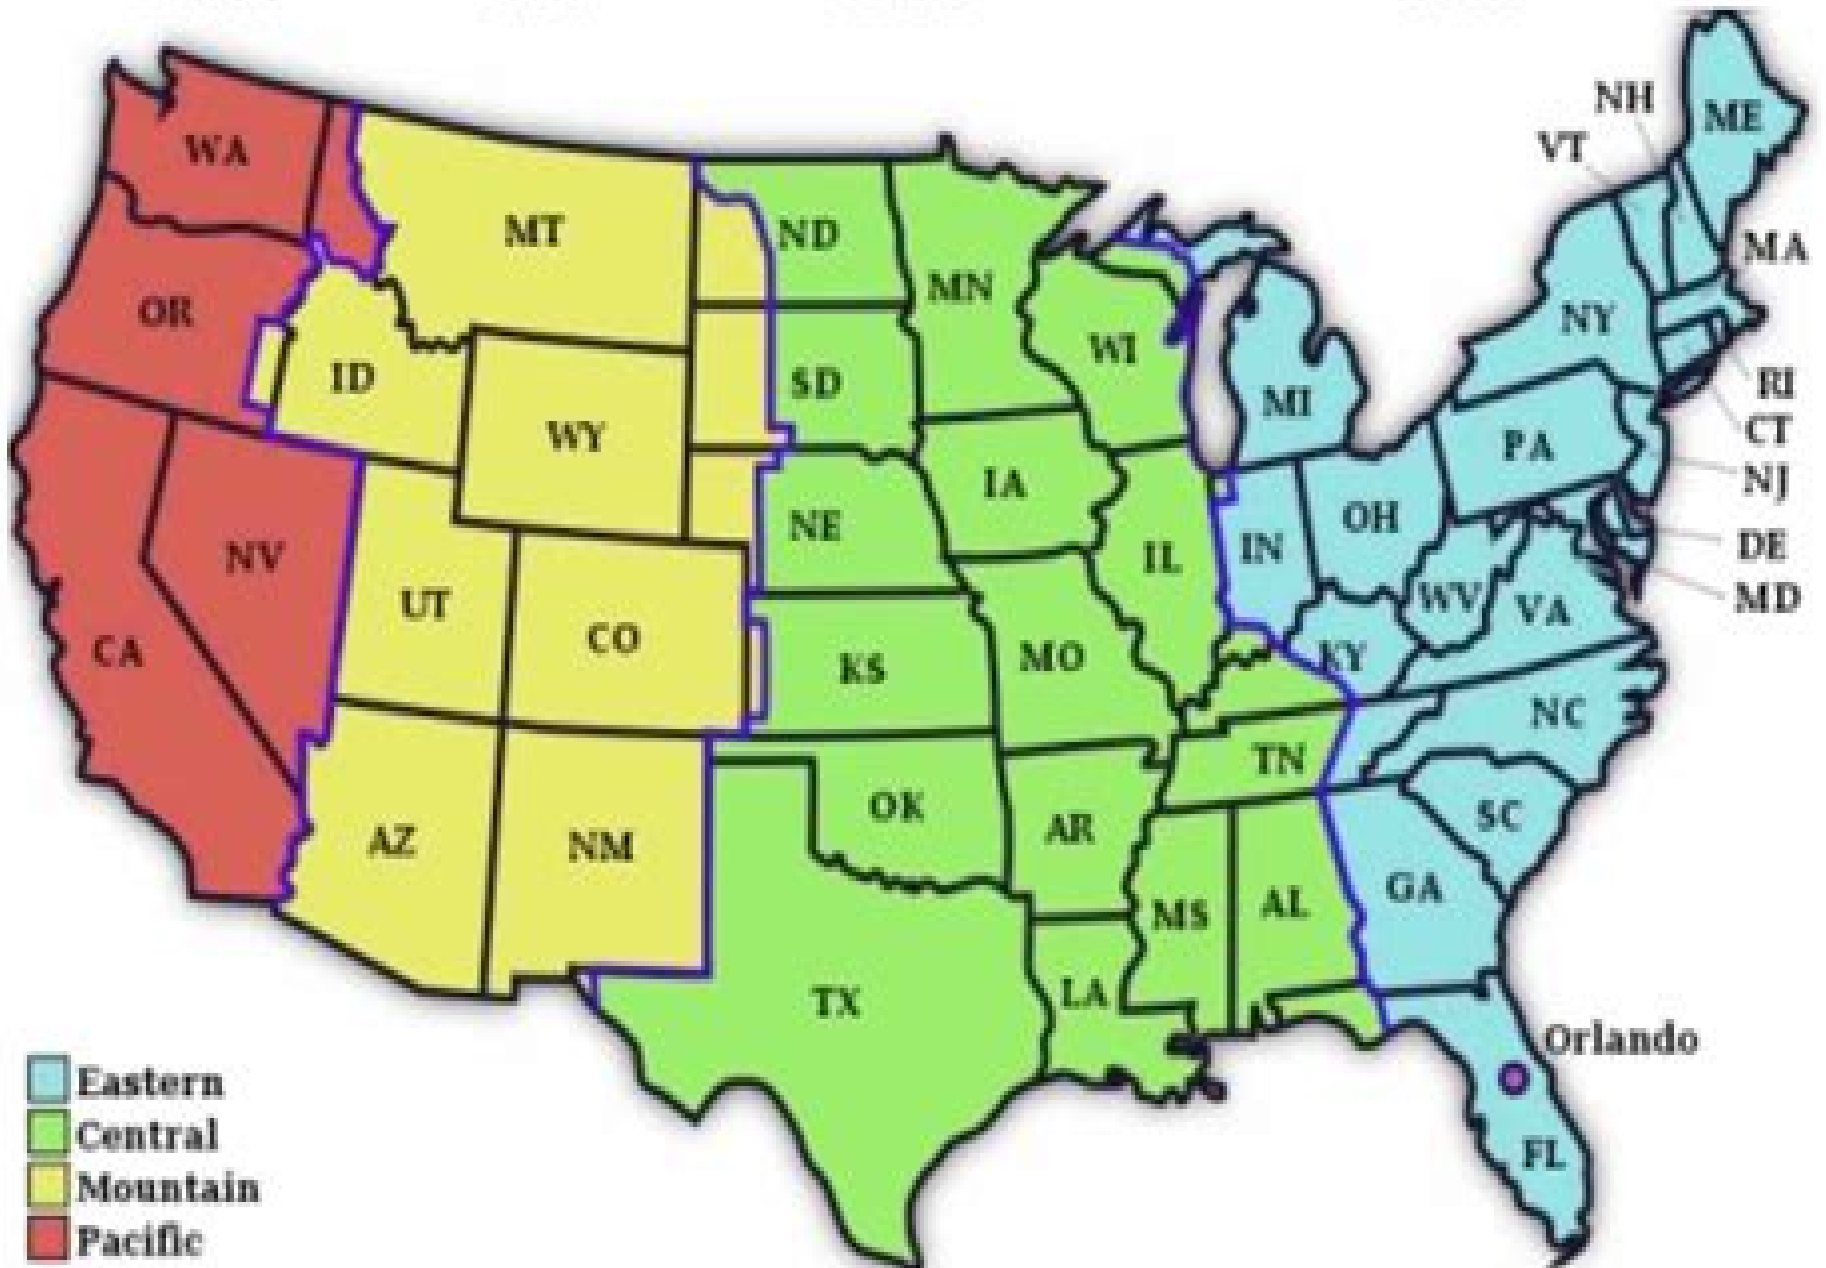 NH
ME
VT
WA
MT
ND
MA
MN
OR
NY
WI
ID
SD
RI
MI
CT
WY
PA
IA
NJ
NE
OH
DE
NV
IL
IN
UT
WV
VA
MD
CO
KS
MO
KY
CA
NC
TN
OK
SC
AZ
NM
AR
GA
MS
AL
TX
LA
Orlando
FL
Eastern
Central
Mountain
Pacific